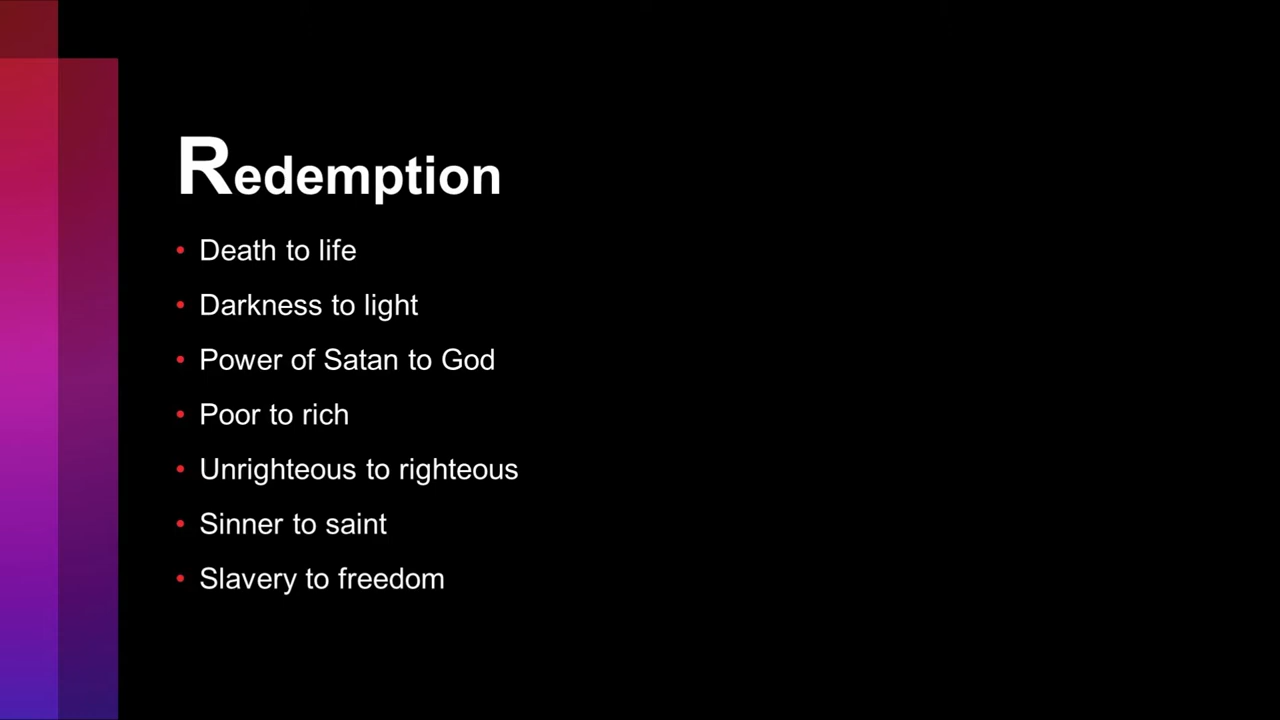 Redemption
• Death to life
• Darkness to light
• Power of Satan to God
• Poor to rich
• Unrighteous to righteous
• Sinner to saint
• Slavery to freedom